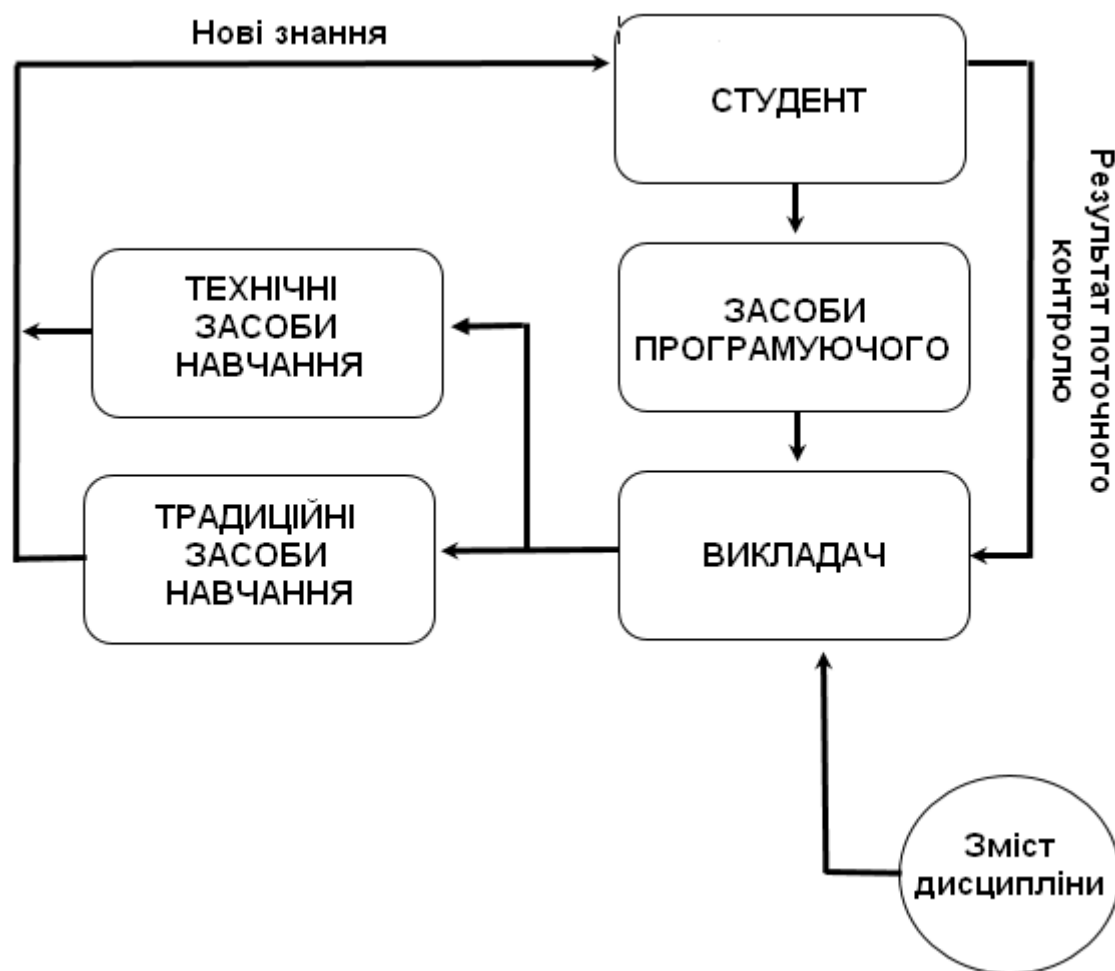 Нові знання
СТУДЕНТ
Результат поточного
контролю
ТЕХНІЧНІ
ЗАСОБИ
НАВЧАННЯ
ЗАСОБИ
ПРОГРАМУЮЧОГО
ТРАДИЦІЙНІ
ЗАСОБИ
НАВЧАННЯ
ВИКЛАДАЧ
Зміст
дисципліни